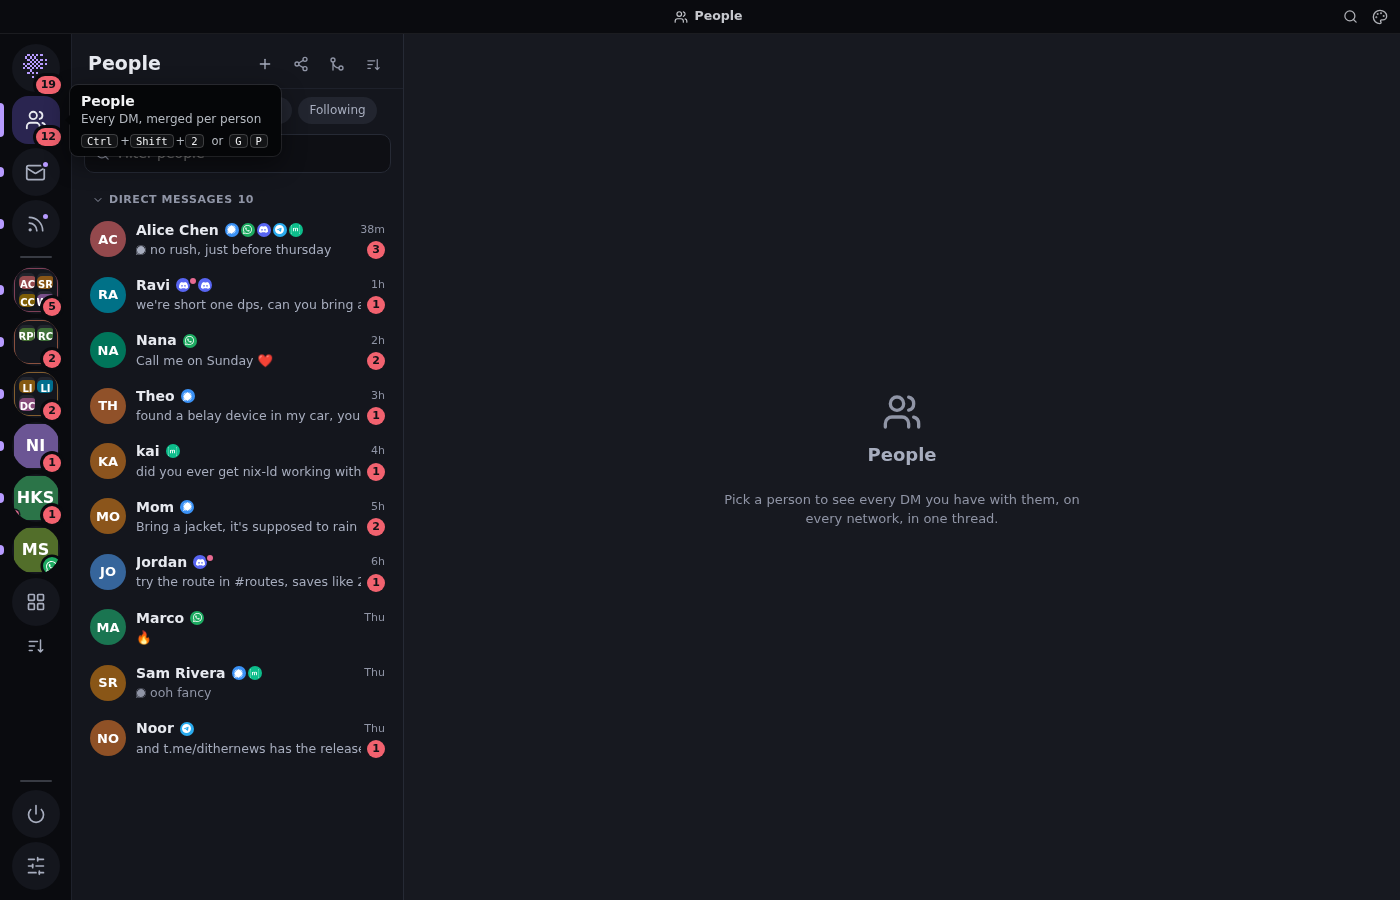 People
19
People
People
Every DM, merged per person
Ctrl + Shift + 2 or G P
Following
12
DIRECT MESSAGES 10
Alice Chen 38m
no rush, just before thursday 3
Ravi 1h
we're short one dps, can you bring 1
Nana 2h
Call me on Sunday ❤️ 2
Theo 3h
found a belay device in my car, you 1
kai 4h
did you ever get nix-ld working with 1
Mom 5h
Bring a jacket, it's supposed to rain 2
Jordan 6h
try the route in #routes, saves like 1
Marco Thu
🔥
Sam Rivera Thu
ooh fancy
Noor Thu
and t.me/dithernews has the release 1
AC
RA
NA
TH
KA
MO
JO
MA
SR
NO
AC SR
CC
5
RP RC
2
LI LI
DC
2
NI
1
HKS
1
MS
People
Pick a person to see every DM you have with them, on
every network, in one thread.